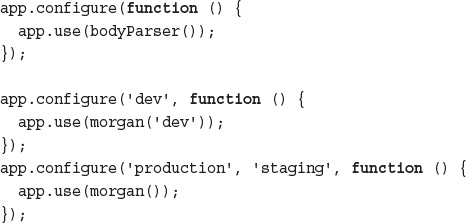 app.configure(function () {
  app.use(bodyParser());
});

app.configure('dev', function () {
  app.use(morgan('dev'));
});
app.configure('production', 'staging', function () {
  app.use(morgan());
});